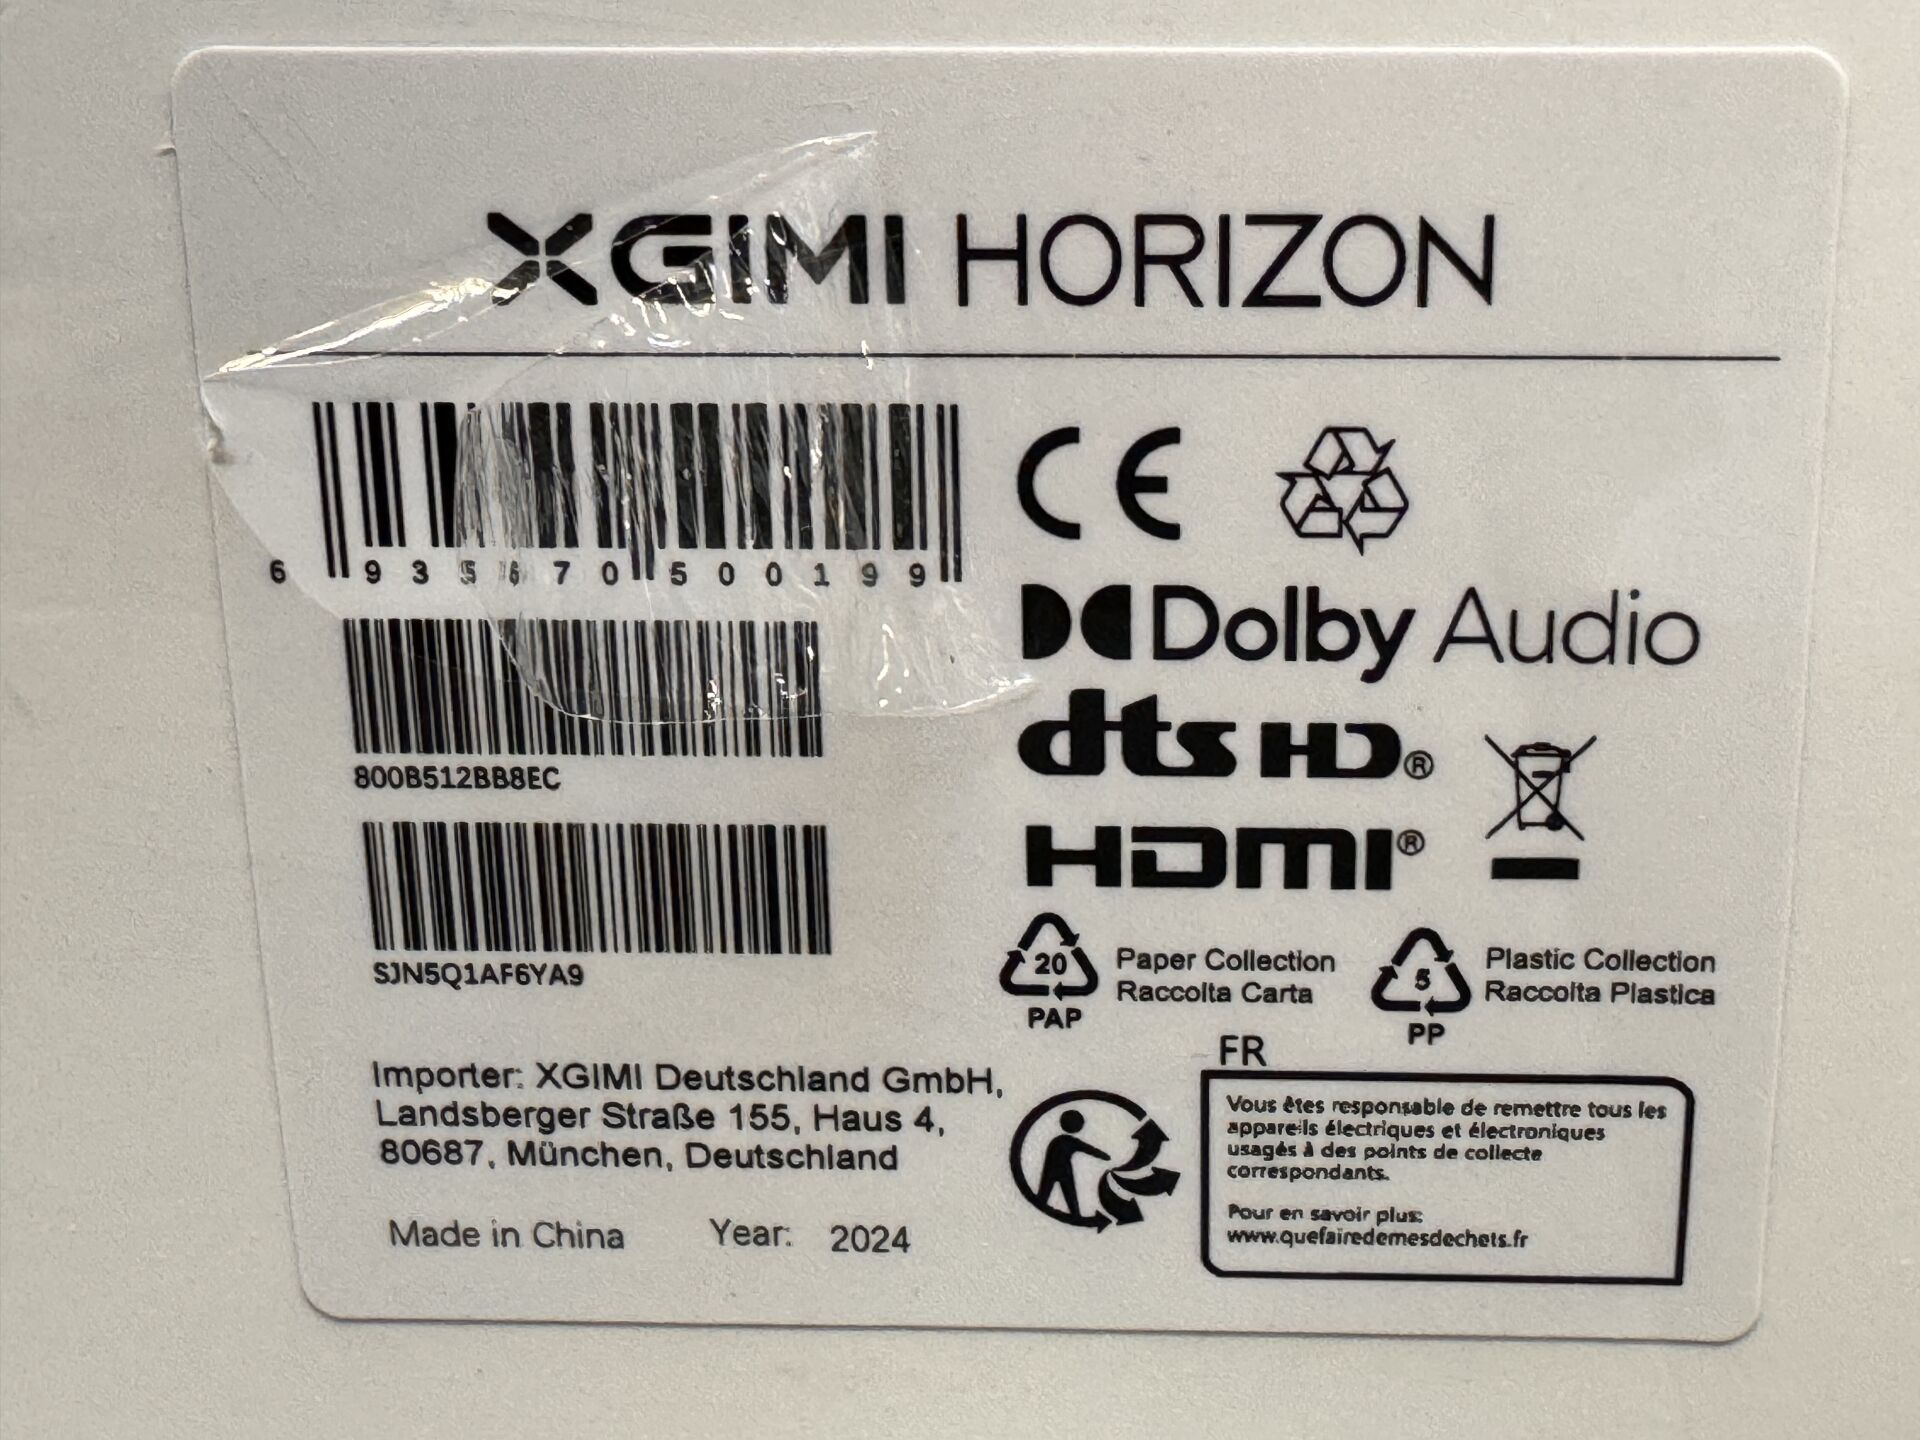 XGIMI HORIZON
6 935670 500199
800B512BB8EC
SJN5Q1AF6YA9
CE
Dolby Audio
dts HD®
HDMI®
20
PAP
Paper Collection
Raccolta Carta
5
PP
Plastic Collection
Raccolta Plastica
Importer: XGIMI Deutschland GmbH,
Landsberger Straße 155, Haus 4,
80687, München, Deutschland
Made in China Year: 2024
FR
Vous êtes responsable de remettre tous les
appareils électriques et électroniques
usagés à des points de collecte
correspondants.
Pour en savoir plus:
www.quefairedemesdechets.fr